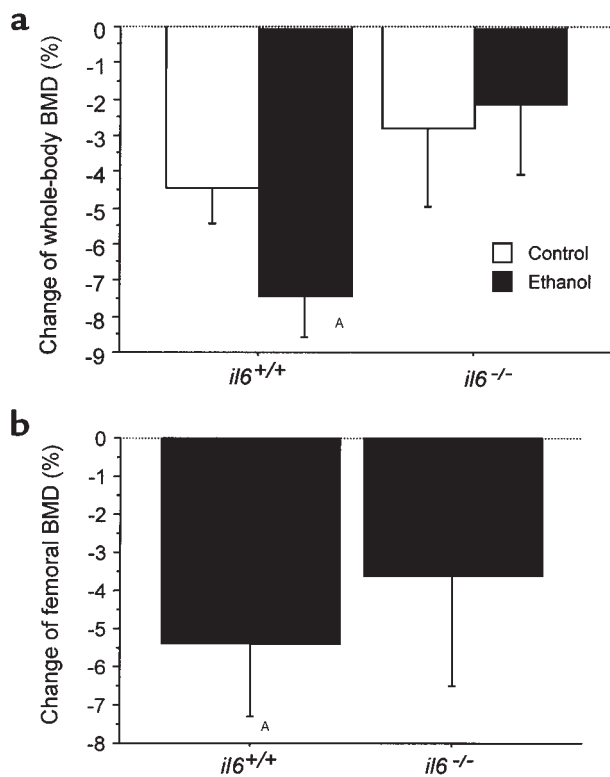 a
Change of whole-body BMD (%)
0
-1
-2
-3
-4
-5
-6
-7
-8
-9
Control
Ethanol
A
il6+/+
il6-/-
b
Change of femoral BMD (%)
0
-1
-2
-3
-4
-5
-6
-7
-8
A
il6+/+
il6-/-